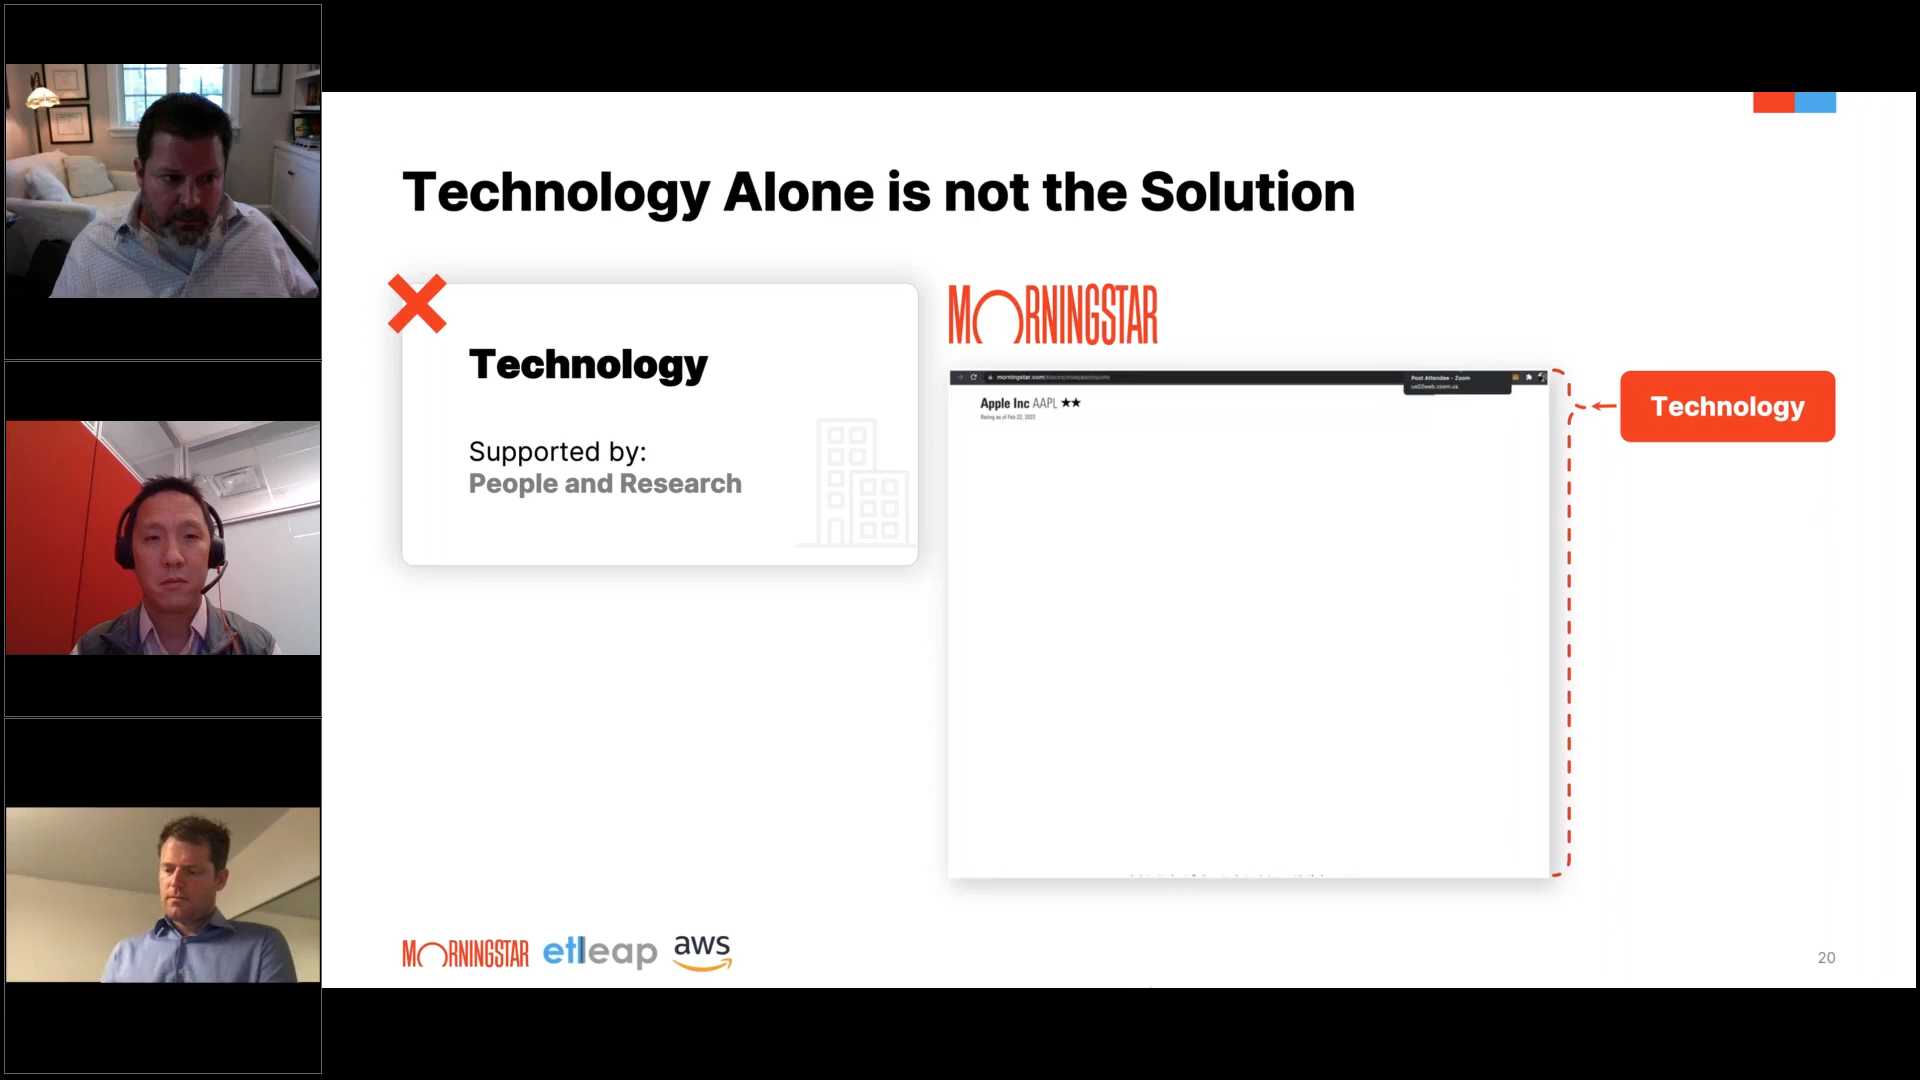 Technology Alone is not the Solution
Technology
Supported by:
People and Research
MORNINGSTAR
morningstar.com/stocks/xnas/aapl/quote
Post Attendee - Zoom
us02web.zoom.us
Apple Inc AAPL ★★
Rating as of Feb 22, 2022
Technology
MORNINGSTAR etleap aws
20